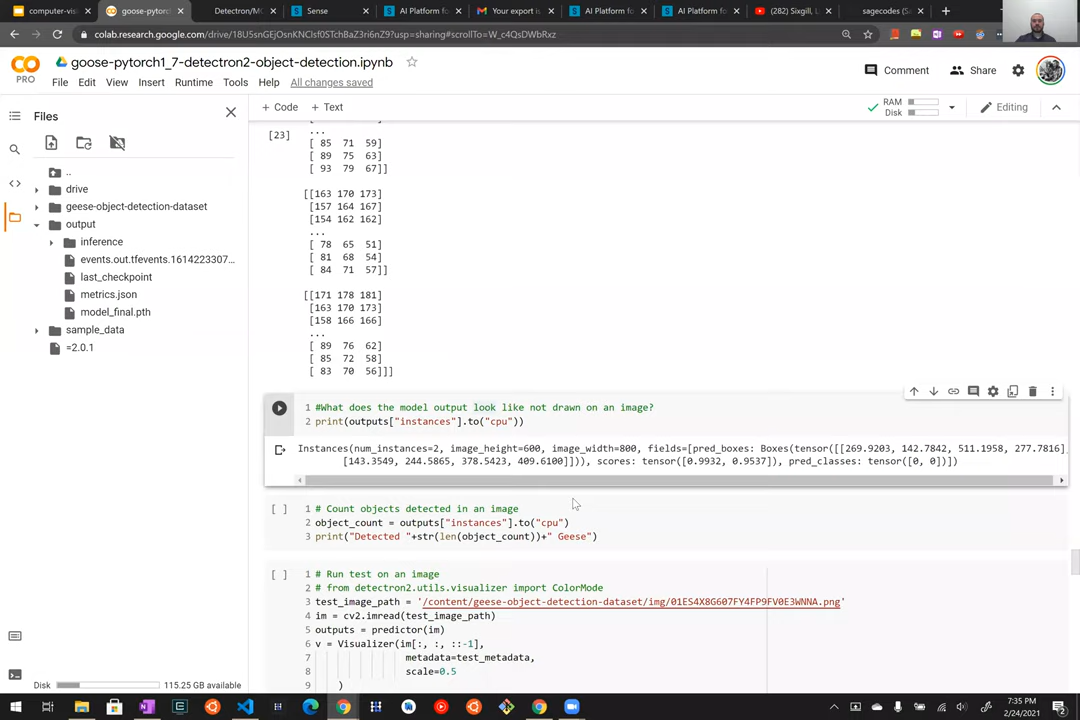 computer-vis
goose-pytorch
Detectron/MO
Sense
AI Platform fo
Your export is
AI Platform fo
AI Platform fo
(282) Sixgill, L
sagecodes (Sa
colab.research.google.com/drive/18U5snGEjOsnKNCIsf0STchBaZ3ri6nZ9?usp=sharing#scrollTo=W_c4QsDWbRxz
PRO
goose-pytorch1_7-detectron2-object-detection.ipynb
File Edit View Insert Runtime Tools Help All changes saved
Comment
Share
Files
+ Code + Text
RAM
Disk
Editing
..
drive
geese-object-detection-dataset
output
inference
events.out.tfevents.1614223307...
last_checkpoint
metrics.json
model_final.pth
sample_data
=2.0.1
Disk 115.25 GB available
[23]
...
[ 85 71 59]
[ 89 75 63]
[ 93 79 67]]
[[163 170 173]
[157 164 167]
[154 162 162]
...
[ 78 65 51]
[ 81 68 54]
[ 84 71 57]]
[[171 178 181]
[163 170 173]
[158 166 166]
...
[ 89 76 62]
[ 85 72 58]
[ 83 70 56]]]
1 #What does the model output look like not drawn on an image?
2 print(outputs["instances"].to("cpu"))
Instances(num_instances=2, image_height=600, image_width=800, fields=[pred_boxes: Boxes(tensor([[269.9203, 142.7842, 511.1958, 277.7816]
[143.3549, 244.5865, 378.5423, 409.6100]])), scores: tensor([0.9932, 0.9537]), pred_classes: tensor([0, 0])])
[ ] 1 # Count objects detected in an image
2 object_count = outputs["instances"].to("cpu")
3 print("Detected "+str(len(object_count))+" Geese")
[ ] 1 # Run test on an image
2 # from detectron2.utils.visualizer import ColorMode
3 test_image_path = '/content/geese-object-detection-dataset/img/01ES4X8G607FY4FP9FV0E3WNNA.png'
4 im = cv2.imread(test_image_path)
5 outputs = predictor(im)
6 v = Visualizer(im[:, :, ::-1],
7 metadata=test_metadata,
8 scale=0.5
9 )
7:35 PM
2/24/2021